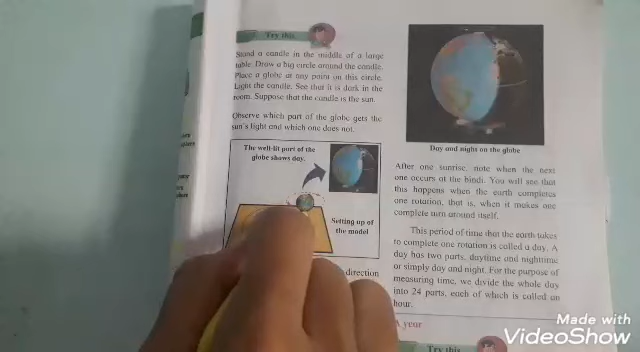 Try this
Stand a candle in the middle of a large
table. Draw a big circle around the candle.
Place a globe at any point on this circle.
Light the candle. See that it is dark in the
room. Suppose that the candle is the sun.
Observe which part of the globe gets the
sun's light and which one does not.
The well-lit part of the
globe shows day.
Setting up of
the model
direction
Day and night on the globe
After one sunrise, note when the next
one occurs at the bindi. You will see that
this happens when the earth completes
one rotation, that is, when it makes one
complete turn around itself.
This period of time that the earth takes
to complete one rotation is called a day. A
day has two parts, daytime and nighttime
or simply day and night. For the purpose of
measuring time, we divide the whole day
into 24 parts, each of which is called an
hour.
A year
Try this
Made with
VideoShow